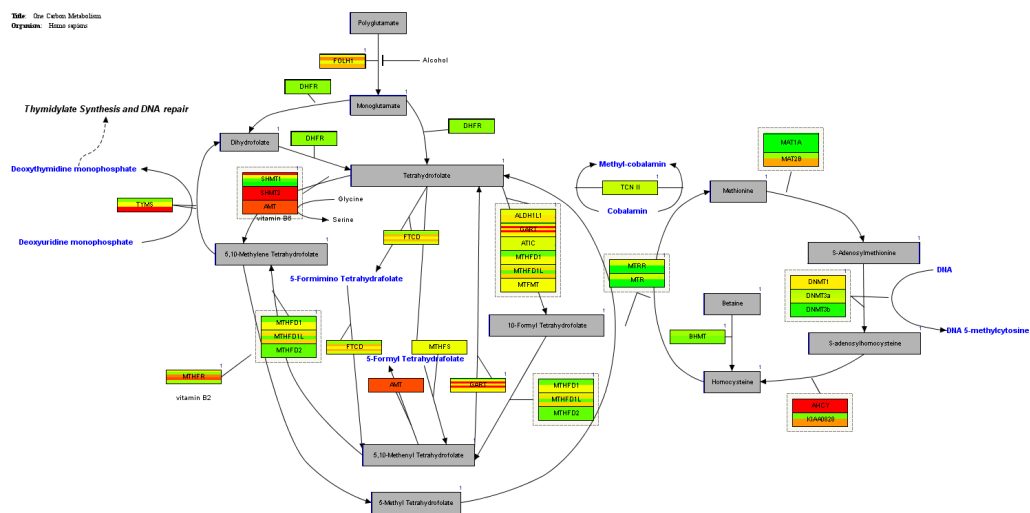 Title: One Carbon Metabolism
Organism: Homo sapiens
Polyglutamate
FOLH1
Alcohol
DHFR
Monoglutamate
Thymidylate Synthesis and DNA repair
DHFR
DHFR
Dihydrofolate
Deoxythymidine monophosphate
Tetrahydrofolate
SHMT1
SHMT2
AMT
vitamin B6
Glycine
Serine
TYMS
Deoxyuridine monophosphate
5,10-Methylene Tetrahydrofolate
FTCD
5-Formimino Tetrahydrafolate
ALDH1L1
GART
ATIC
MTHFD1
MTHFD1L
MTFMT
Methyl-cobalamin
TCN II
Cobalamin
MAT1A
MAT2B
Methionine
S-Adenosylmethionine
MTRR
MTR
DNA
DNMT1
DNMT3a
DNMT3b
Betaine
BHMT
DNA 5-methylcytosine
S-adenosylhomocysteine
10-Formyl Tetrahydrofolate
MTHFD1
MTHFD1L
MTHFD2
FTCD
MTHFS
5-Formyl Tetrahydrafolate
MTHFR
vitamin B2
AMT
GART
MTHFD1
MTHFD1L
MTHFD2
Homocysteine
AHCY
KIAA0828
5,10-Methenyl Tetrahydrofolate
5-Methyl Tetrahydrofolate